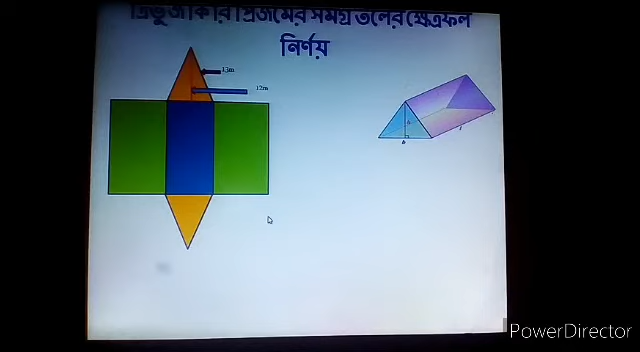 ত্রিভুজাকার প্রিজমের সমগ্র তলের ক্ষেত্রফল
নির্ণয়
13m
12m
h
b
l
PowerDirector